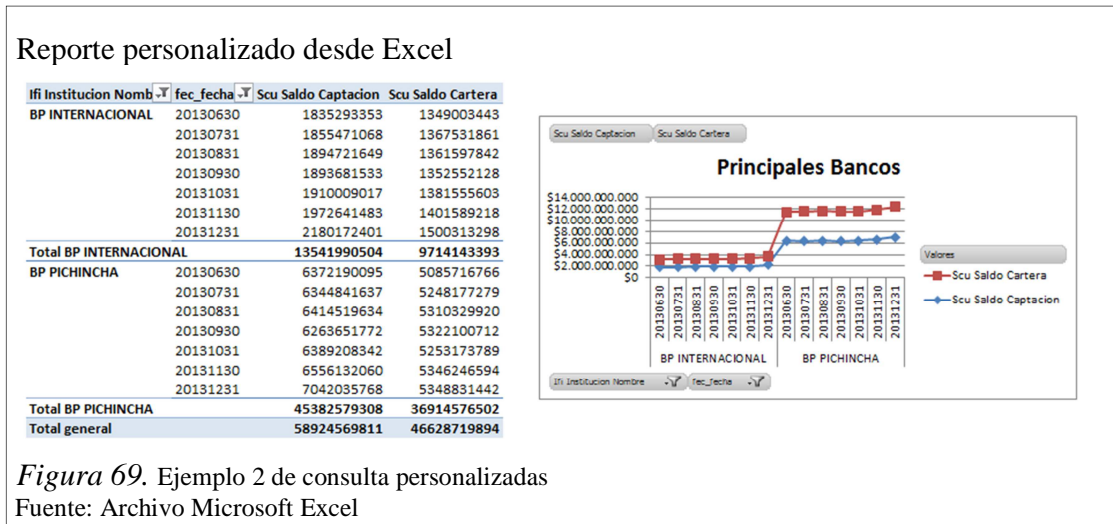 Reporte personalizado desde Excel
Ifi Institucion Nomb fec_fecha Scu Saldo Captacion Scu Saldo Cartera
BP INTERNACIONAL 20130630 1835293353 1349003443
20130731 1855471068 1367531861
20130831 1894721649 1361597842
20130930 1893681533 1352552128
20131031 1910009017 1381555603
20131130 1972641483 1401589218
20131231 2180172401 1500313298
Total BP INTERNACIONAL 13541990504 9714143393
BP PICHINCHA 20130630 6372190095 5085716766
20130731 6344841637 5248177279
20130831 6414519634 5310329920
20130930 6263651772 5322100712
20131031 6389208342 5253173789
20131130 6556132060 5346246594
20131231 7042035768 5348831442
Total BP PICHINCHA 45382579308 36914576502
Total general 58924569811 46628719894
Scu Saldo Captacion Scu Saldo Cartera
Principales Bancos
$14.000.000.000
$12.000.000.000
$10.000.000.000
$8.000.000.000
$6.000.000.000
$4.000.000.000
$2.000.000.000
$0
20130630 20130731 20130831 20130930 20131031 20131130 20131231 20130630 20130731 20130831 20130930 20131031 20131130 20131231
BP INTERNACIONAL BP PICHINCHA
Valores
Scu Saldo Cartera
Scu Saldo Captacion
Ifi Institucion Nombre fec_fecha
Figura 69. Ejemplo 2 de consulta personalizadas
Fuente: Archivo Microsoft Excel